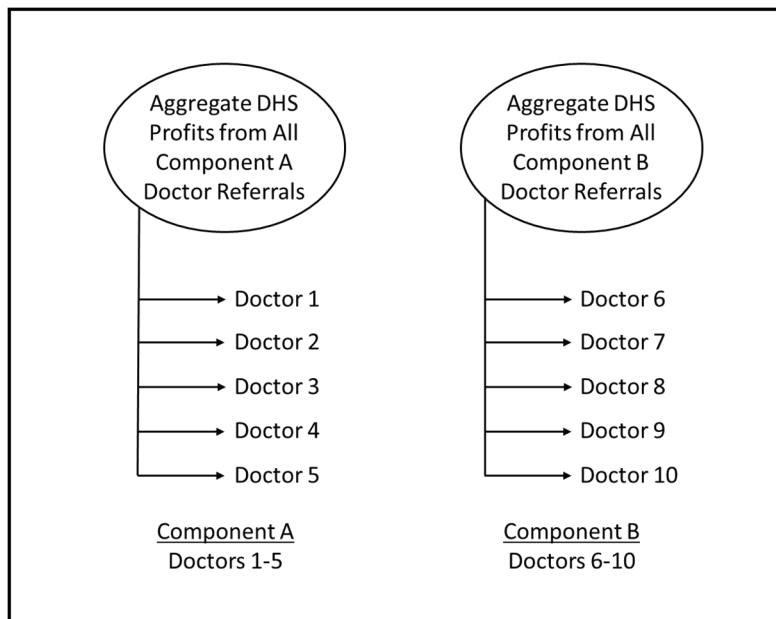 Aggregate DHS
Profits from All
Component A
Doctor Referrals
Doctor 1
Doctor 2
Doctor 3
Doctor 4
Doctor 5
Component A
Doctors 1-5
Aggregate DHS
Profits from All
Component B
Doctor Referrals
Doctor 6
Doctor 7
Doctor 8
Doctor 9
Doctor 10
Component B
Doctors 6-10